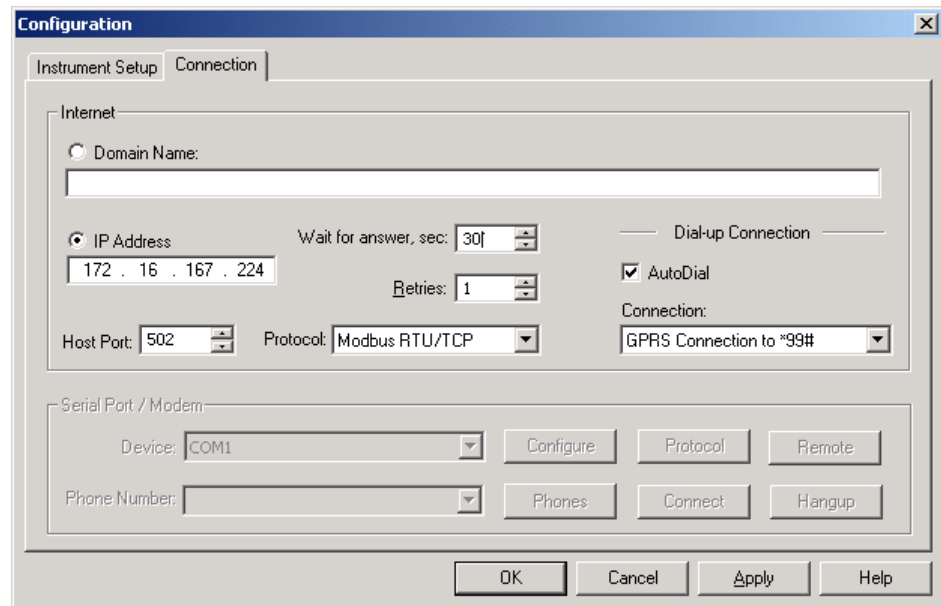 Configuration
Instrument Setup
Connection
Internet
Domain Name:
IP Address
172 . 16 . 167 . 224
Wait for answer, sec: 30
Retries: 1
Host Port: 502
Protocol: Modbus RTU/TCP
Dial-up Connection
AutoDial
Connection:
GPRS Connection to *99#
Serial Port / Modem
Device: COM1
Configure
Protocol
Remote
Phone Number:
Phones
Connect
Hangup
OK
Cancel
Apply
Help